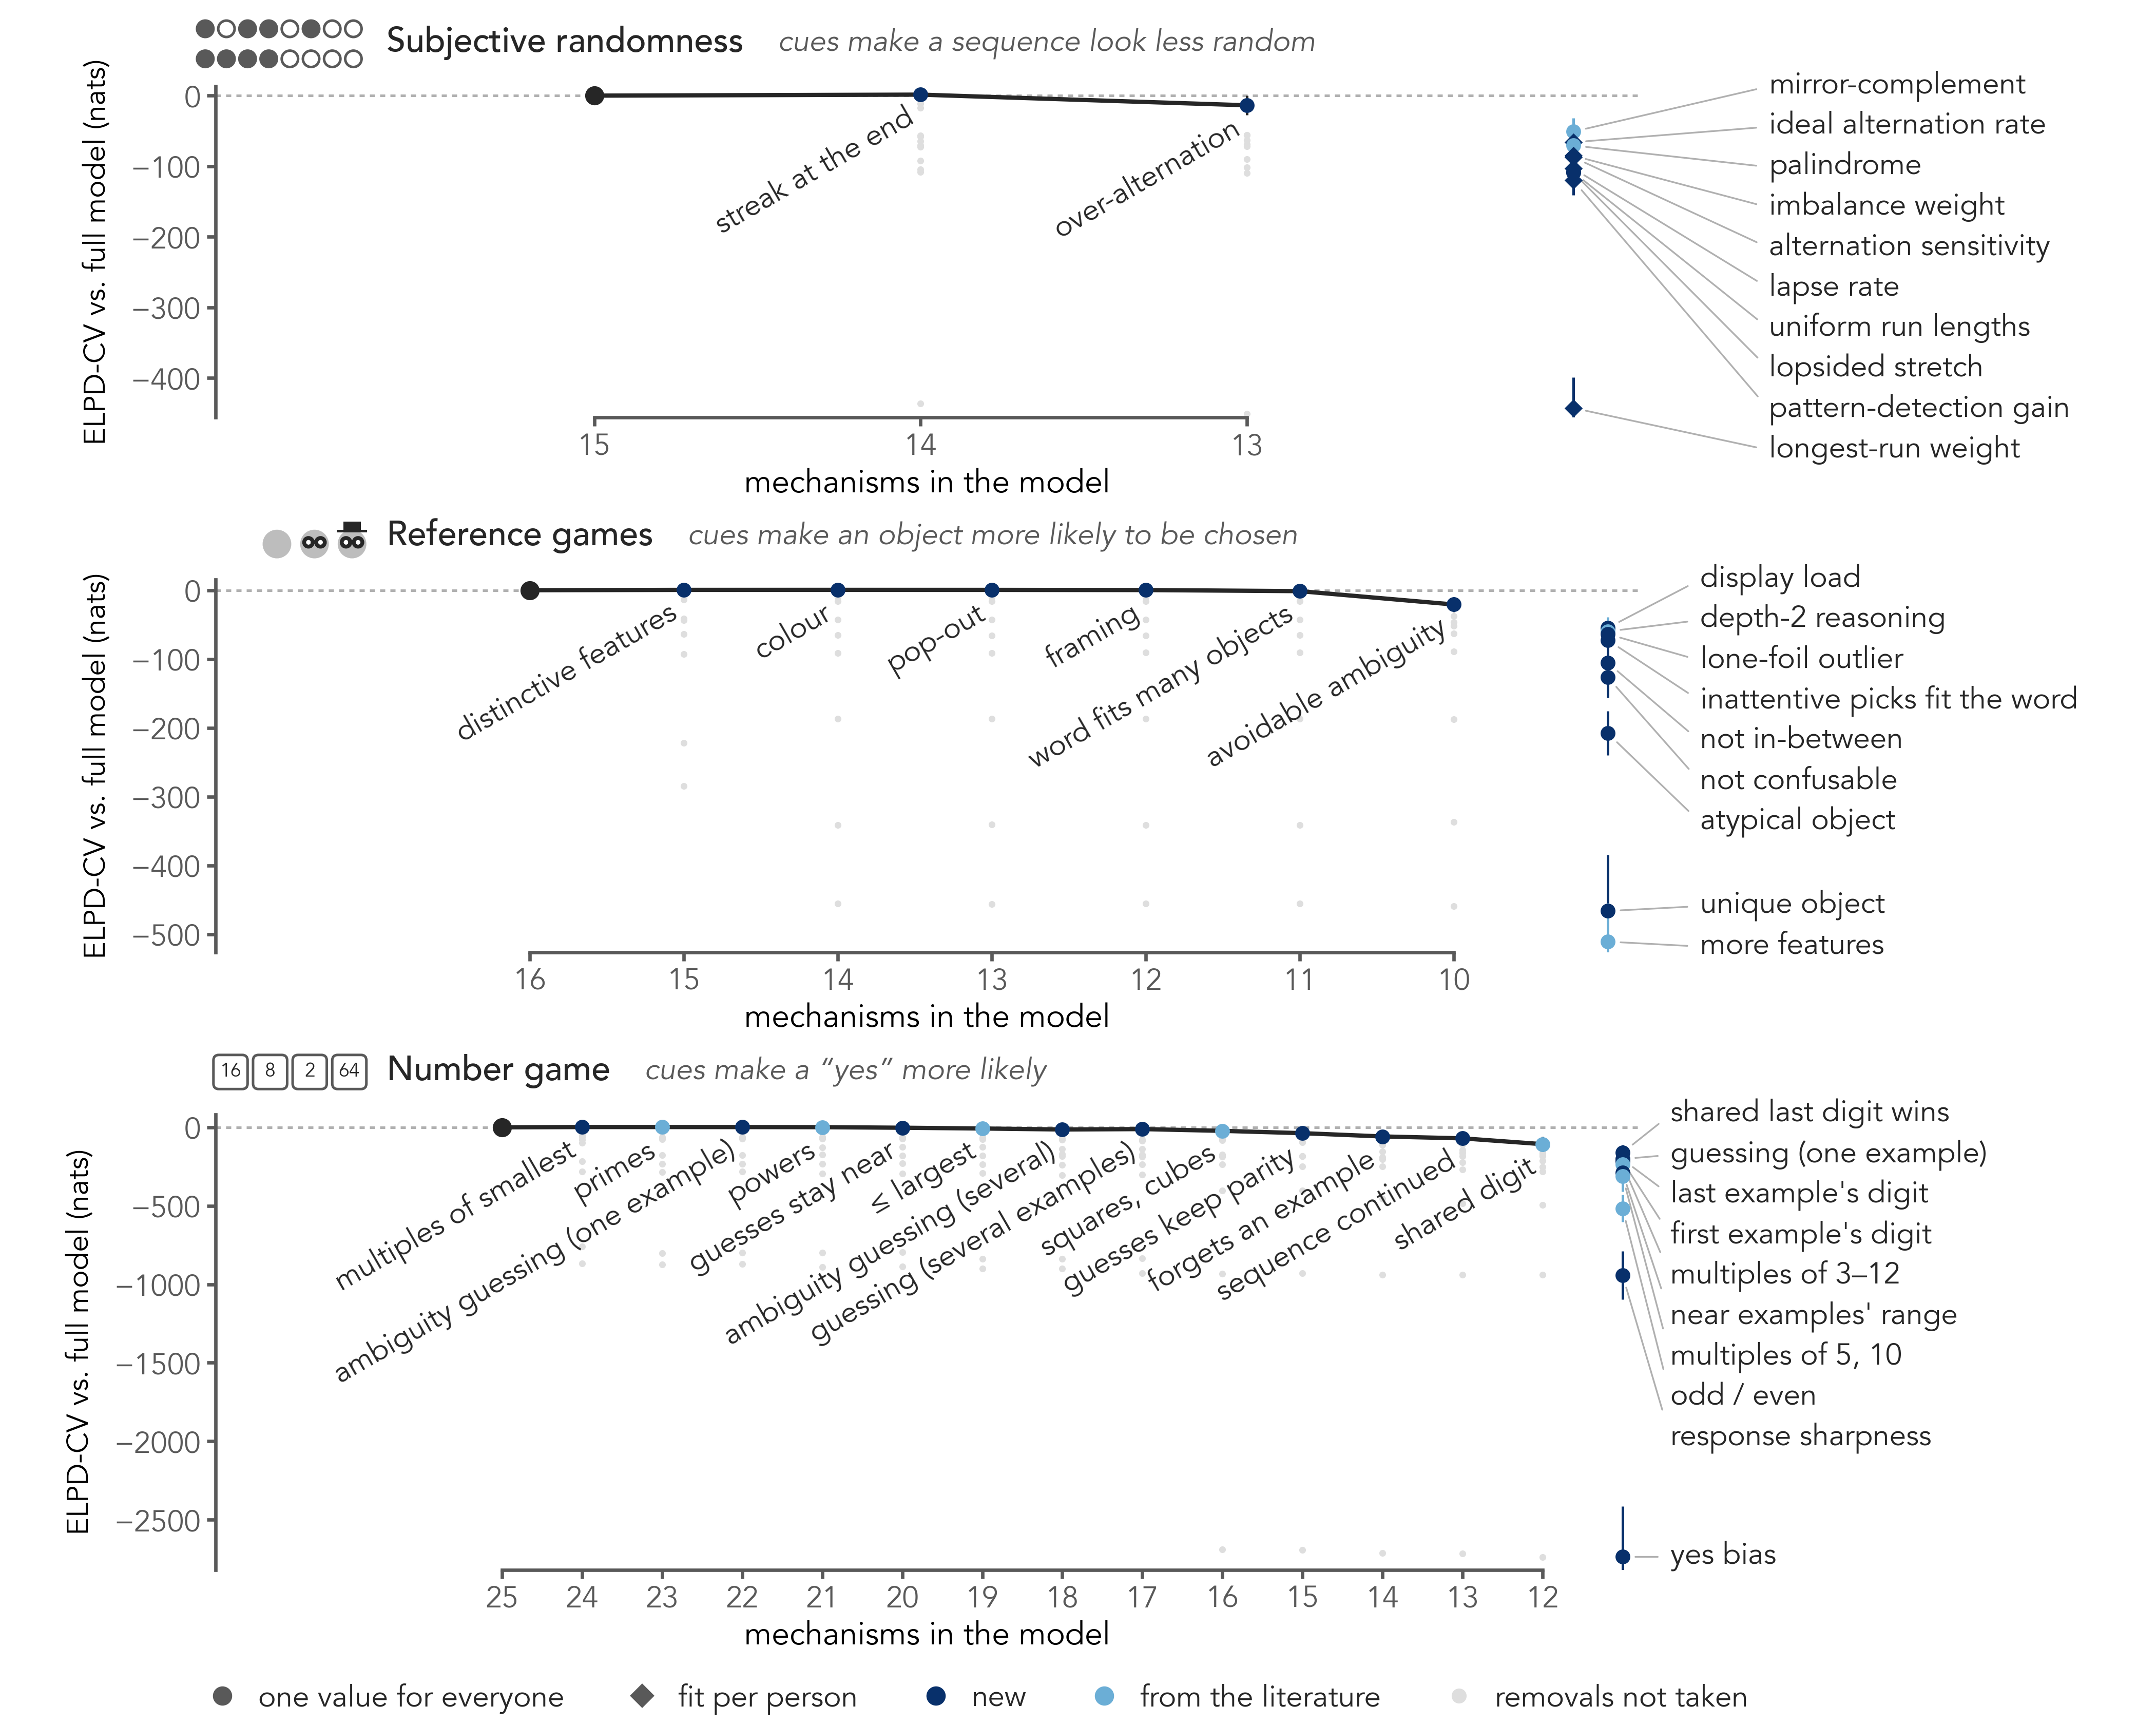 Subjective randomness cues make a sequence look less random
ELPD-CV vs. full model (nats)
0
−100
−200
−300
−400
streak at the end
over-alternation
15 14 13
mechanisms in the model
mirror-complement
ideal alternation rate
palindrome
imbalance weight
alternation sensitivity
lapse rate
uniform run lengths
lopsided stretch
pattern-detection gain
longest-run weight
Reference games cues make an object more likely to be chosen
ELPD-CV vs. full model (nats)
0
−100
−200
−300
−400
−500
distinctive features
colour
pop-out
framing
word fits many objects
avoidable ambiguity
16 15 14 13 12 11 10
mechanisms in the model
display load
depth-2 reasoning
lone-foil outlier
inattentive picks fit the word
not in-between
not confusable
atypical object
unique object
more features
16 8 2 64
Number game cues make a “yes” more likely
ELPD-CV vs. full model (nats)
0
−500
−1000
−1500
−2000
−2500
multiples of smallest
primes
ambiguity guessing (one example)
powers
guesses stay near
≤ largest
ambiguity guessing (several)
guessing (several examples)
squares, cubes
guesses keep parity
forgets an example
sequence continued
shared digit
25 24 23 22 21 20 19 18 17 16 15 14 13 12
mechanisms in the model
shared last digit wins
guessing (one example)
last example's digit
first example's digit
multiples of 3–12
near examples' range
multiples of 5, 10
odd / even
response sharpness
yes bias
one value for everyone fit per person new from the literature removals not taken